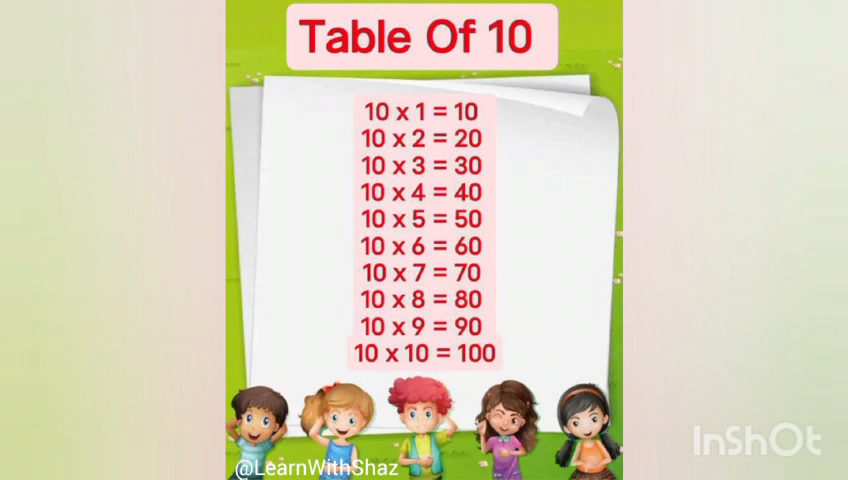 Table Of 10
10 x 1 = 10
10 x 2 = 20
10 x 3 = 30
10 x 4 = 40
10 x 5 = 50
10 x 6 = 60
10 x 7 = 70
10 x 8 = 80
10 x 9 = 90
10 x 10 = 100
InShOt
@LearnWithShaz